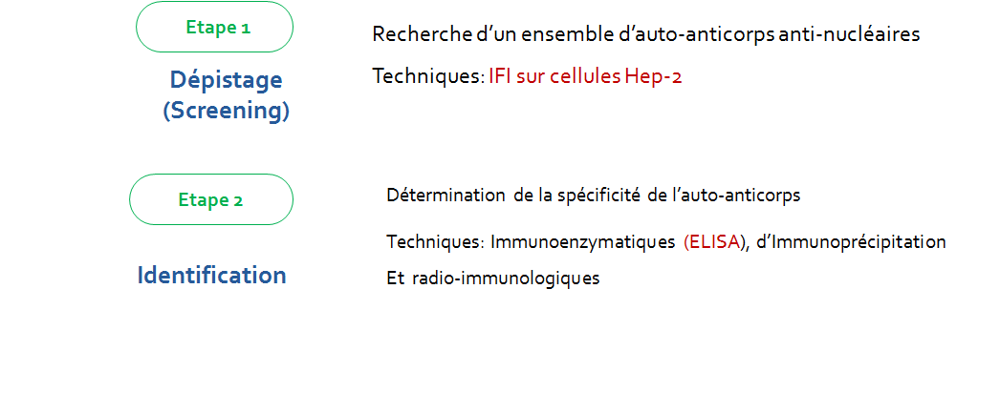 Etape 1
Recherche d’un ensemble d’auto-anticorps anti-nucléaires
Dépistage
(Screening)
Techniques: IFI sur cellules Hep-2
Etape 2
Détermination de la spécificité de l’auto-anticorps
Techniques: Immunoenzymatiques (ELISA), d’Immunoprécipitation
Identification
Et radio-immunologiques